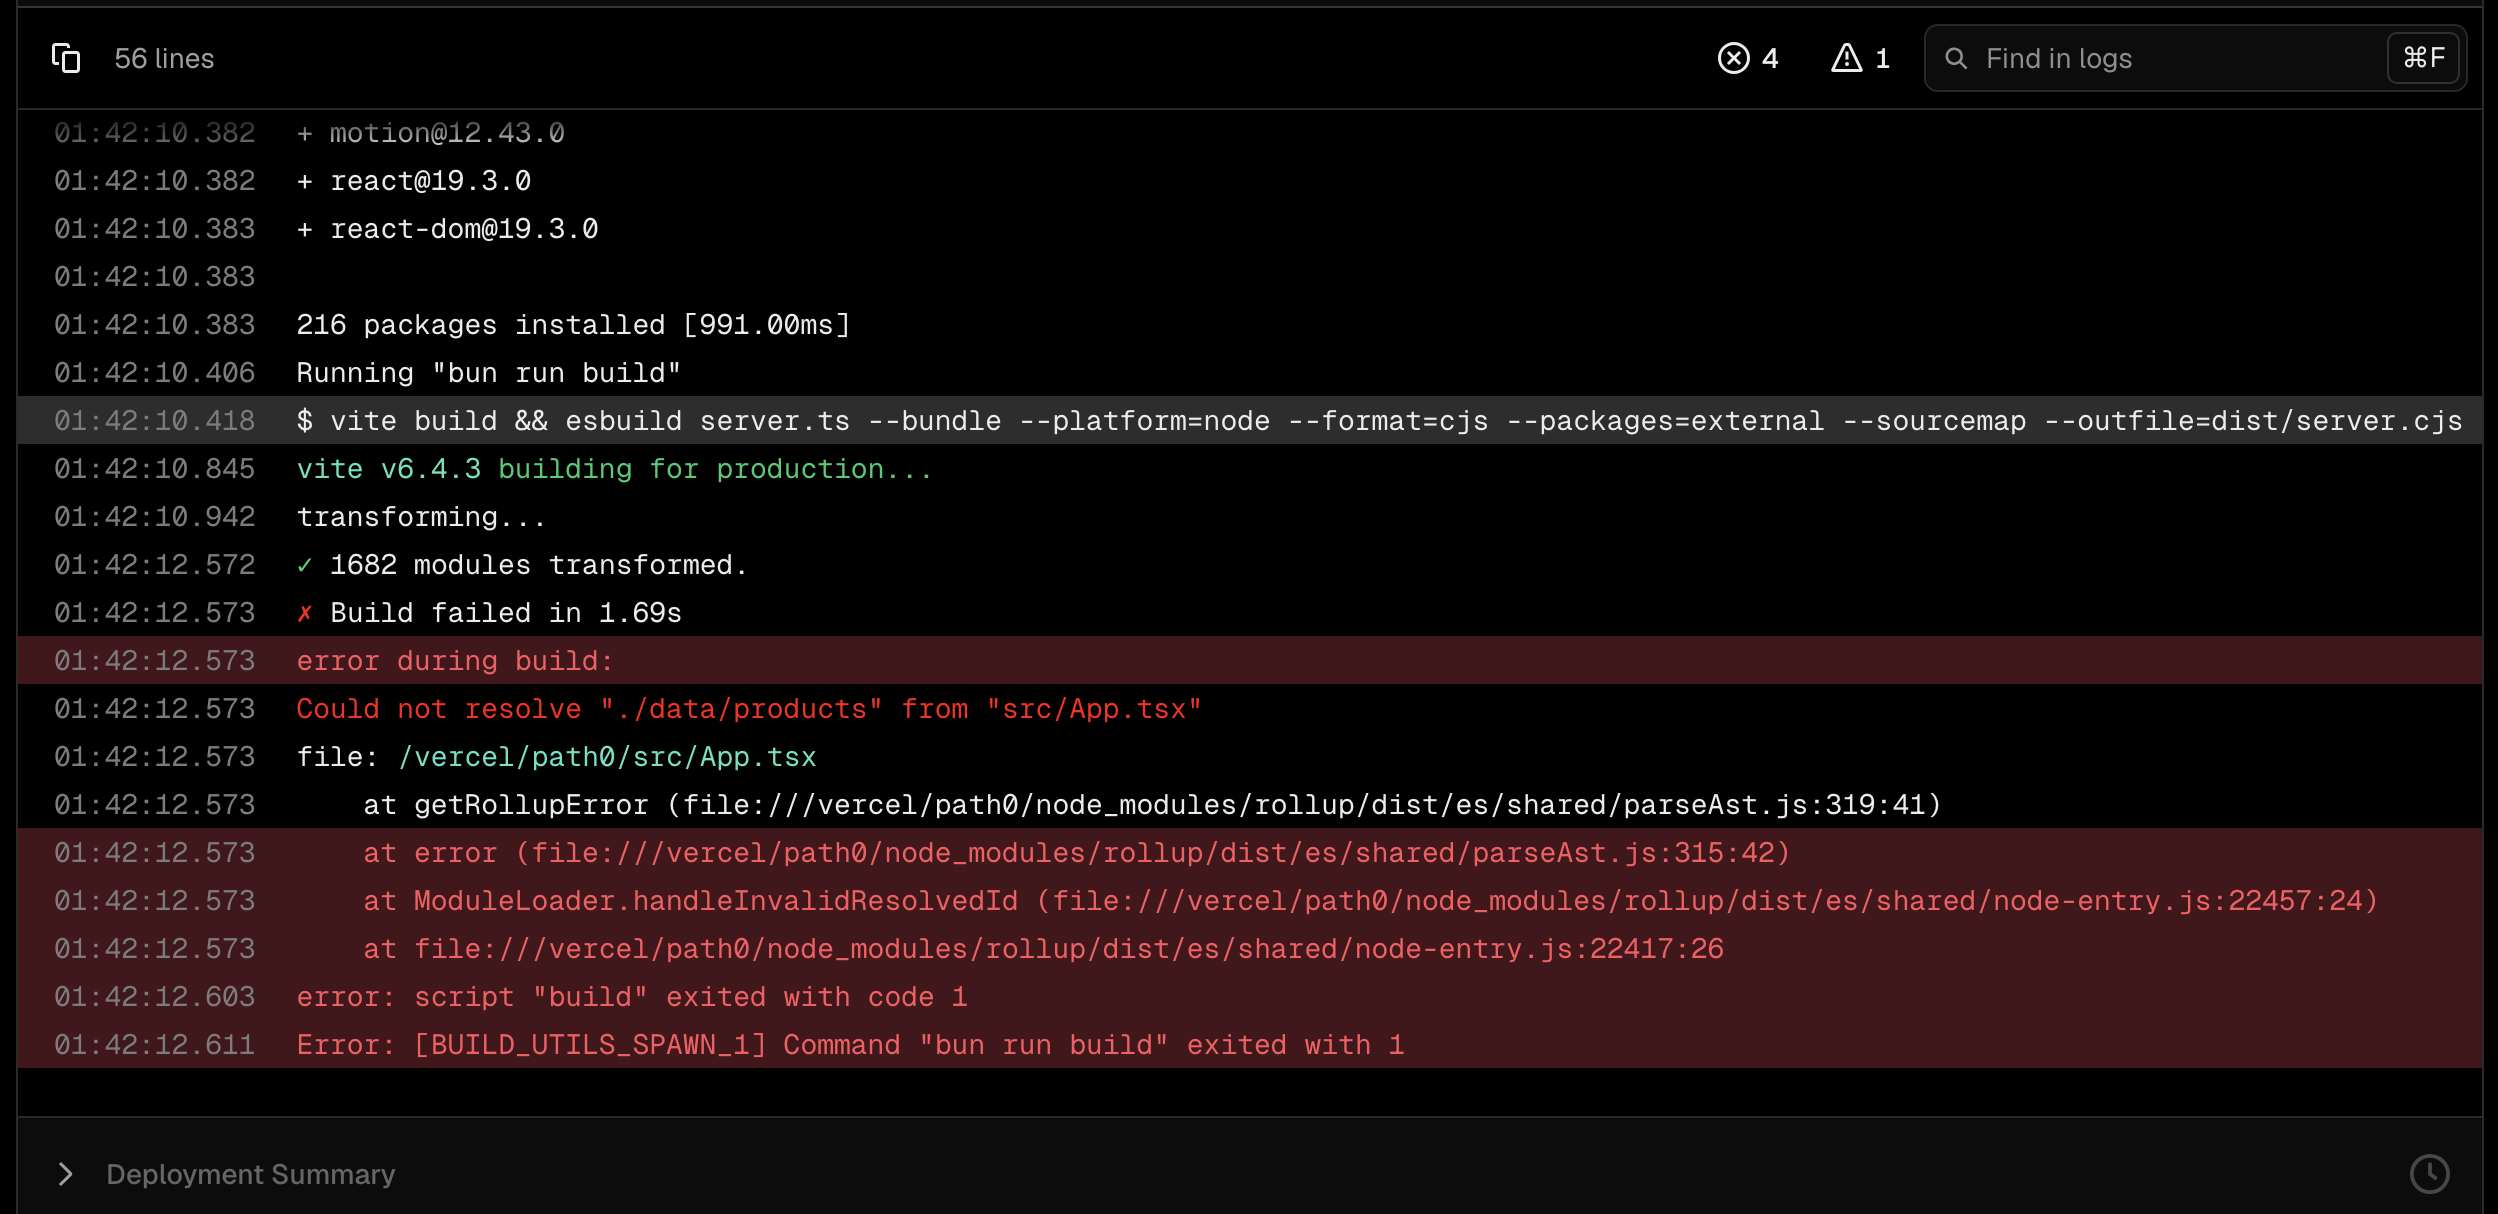 56 lines
4
1
Find in logs
⌘F
01:42:10.382 + motion@12.43.0
01:42:10.382 + react@19.3.0
01:42:10.383 + react-dom@19.3.0
01:42:10.383
01:42:10.383 216 packages installed [991.00ms]
01:42:10.406 Running "bun run build"
01:42:10.418 $ vite build && esbuild server.ts --bundle --platform=node --format=cjs --packages=external --sourcemap --outfile=dist/server.cjs
01:42:10.845 vite v6.4.3 building for production...
01:42:10.942 transforming...
01:42:12.572 ✓ 1682 modules transformed.
01:42:12.573 ✗ Build failed in 1.69s
01:42:12.573 error during build:
01:42:12.573 Could not resolve "./data/products" from "src/App.tsx"
01:42:12.573 file: /vercel/path0/src/App.tsx
01:42:12.573     at getRollupError (file:///vercel/path0/node_modules/rollup/dist/es/shared/parseAst.js:319:41)
01:42:12.573     at error (file:///vercel/path0/node_modules/rollup/dist/es/shared/parseAst.js:315:42)
01:42:12.573     at ModuleLoader.handleInvalidResolvedId (file:///vercel/path0/node_modules/rollup/dist/es/shared/node-entry.js:22457:24)
01:42:12.573     at file:///vercel/path0/node_modules/rollup/dist/es/shared/node-entry.js:22417:26
01:42:12.603 error: script "build" exited with code 1
01:42:12.611 Error: [BUILD_UTILS_SPAWN_1] Command "bun run build" exited with 1
Deployment Summary